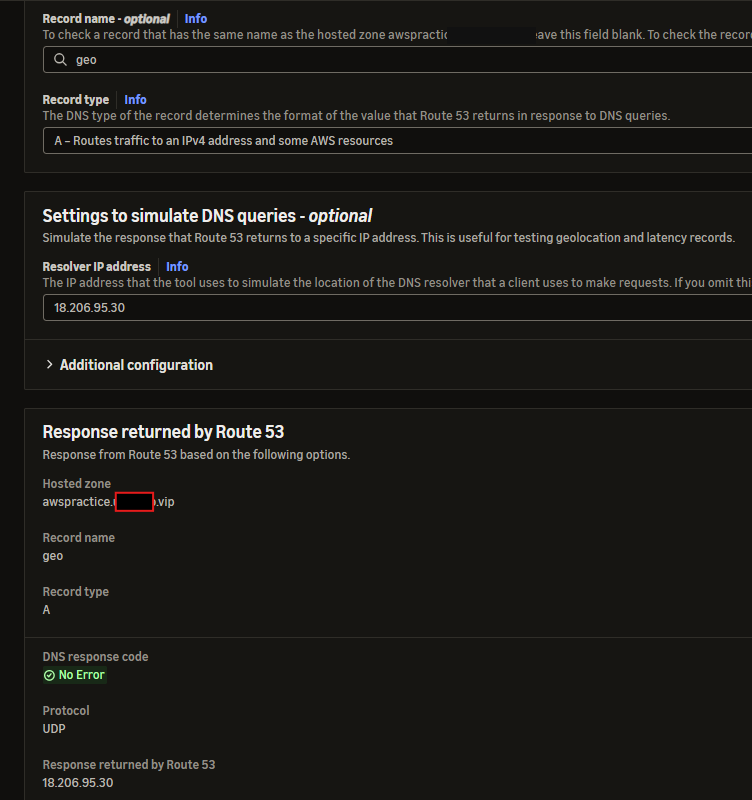 Record name - optional Info
To check a record that has the same name as the hosted zone awspractic eave this field blank. To check the recor
geo
Record type Info
The DNS type of the record determines the format of the value that Route 53 returns in response to DNS queries.
A – Routes traffic to an IPv4 address and some AWS resources
Settings to simulate DNS queries - optional
Simulate the response that Route 53 returns to a specific IP address. This is useful for testing geolocation and latency records.
Resolver IP address Info
The IP address that the tool uses to simulate the location of the DNS resolver that a client uses to make requests. If you omit thi
18.206.95.30
Additional configuration
Response returned by Route 53
Response from Route 53 based on the following options.
Hosted zone
awspractice. .vip
Record name
geo
Record type
A
DNS response code
No Error
Protocol
UDP
Response returned by Route 53
18.206.95.30